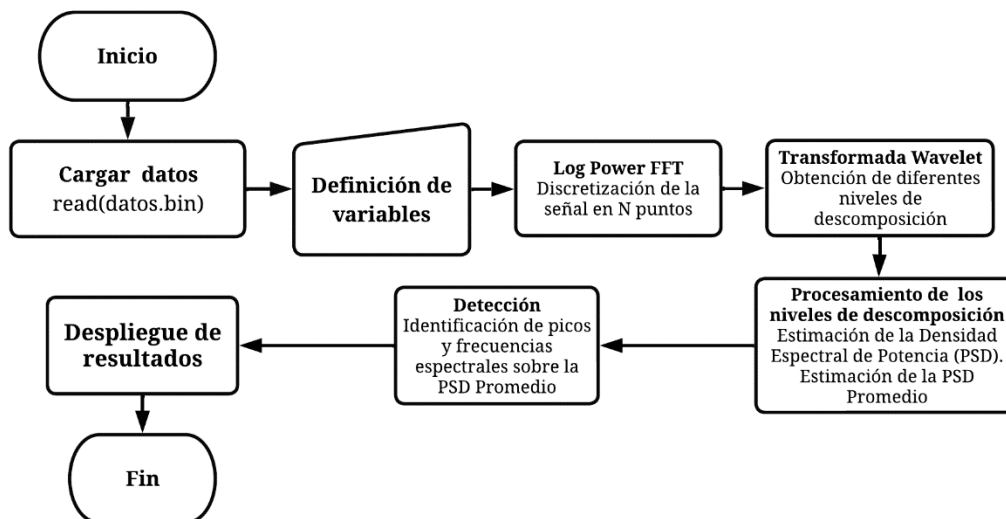 Inicio
Cargar datos
read(datos.bin)
Definición de
variables
Log Power FFT
Discretización de la
señal en N puntos
Transformada Wavelet
Obtención de diferentes
niveles de
descomposición
Procesamiento de los
niveles de descomposición
Estimación de la Densidad
Espectral de Potencia (PSD).
Estimación de la PSD
Promedio
Detección
Identificación de picos
y frecuencias
espectrales sobre la
PSD Promedio
Despliegue de
resultados
Fin